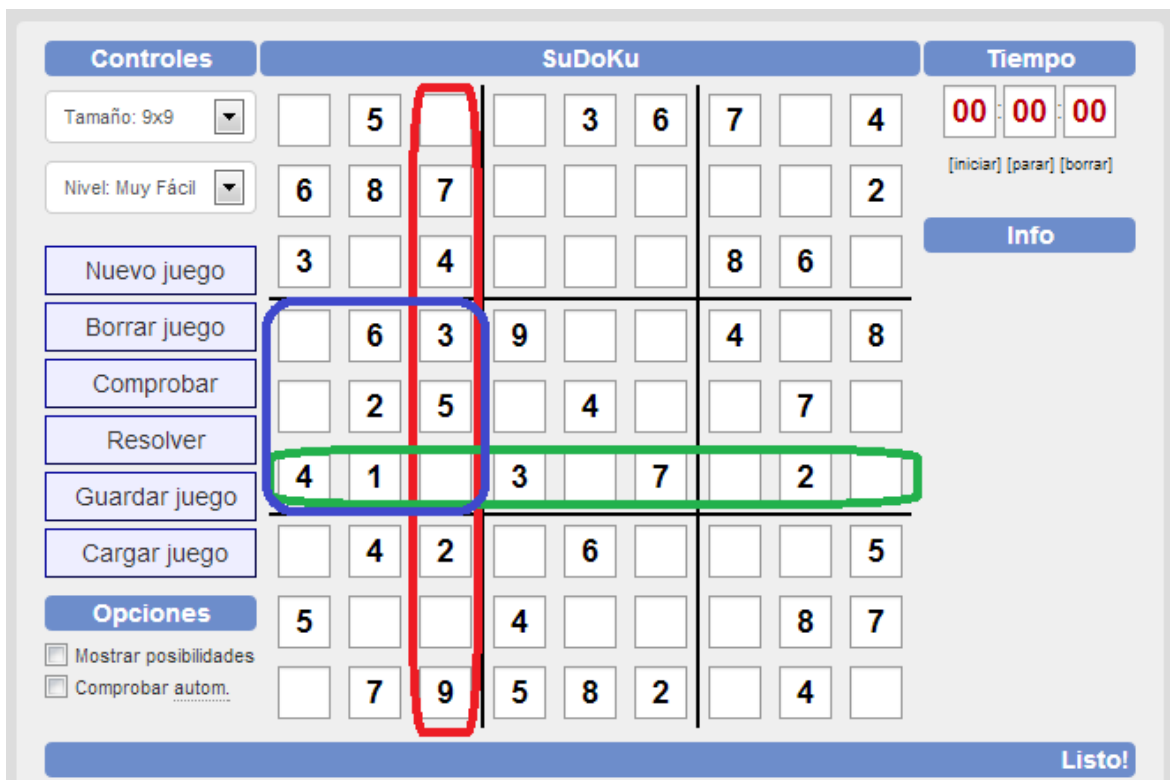 Controles
SuDoKu
Tiempo
Tamaño: 9x9
Nivel: Muy Fácil
Nuevo juego
Borrar juego
Comprobar
Resolver
Guardar juego
Cargar juego
Opciones
Mostrar posibilidades
Comprobar autom.
5 3 6 7 4
6 8 7 2
3 4 8 6
6 3 9 4 8
2 5 4 7
4 1 3 7 2
4 2 6 5
5 4 8 7
7 9 5 8 2 4
00:00:00
[iniciar] [parar] [borrar]
Info
Listo!